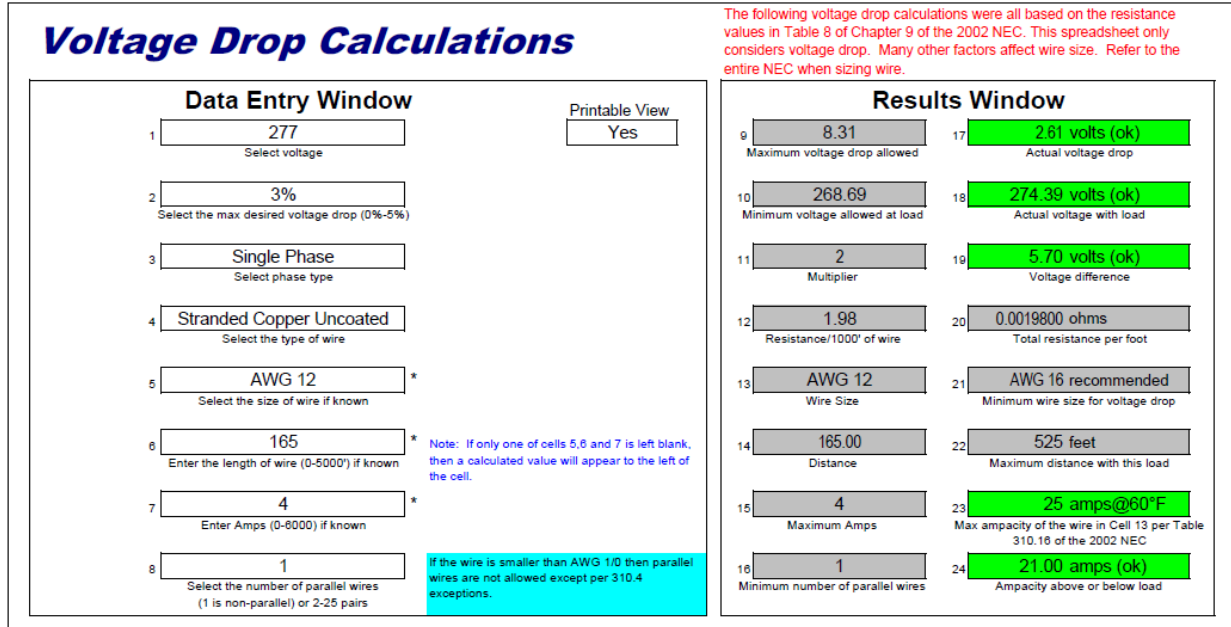 Voltage Drop Calculations
The following voltage drop calculations were all based on the resistance
values in Table 8 of Chapter 9 of the 2002 NEC. This spreadsheet only
considers voltage drop.  Many other factors affect wire size.  Refer to the
entire NEC when sizing wire.
Data Entry Window
Printable View
Yes
1 277
Select voltage
2 3%
Select the max desired voltage drop (0%-5%)
3 Single Phase
Select phase type
4 Stranded Copper Uncoated
Select the type of wire
5 AWG 12 *
Select the size of wire if known
6 165 *
Enter the length of wire (0-5000') if known
Note:  If only one of cells 5,6 and 7 is left blank,
then a calculated value will appear to the left of
the cell.
7 4 *
Enter Amps (0-6000) if known
8 1
Select the number of parallel wires
(1 is non-parallel) or 2-25 pairs
If the wire is smaller than AWG 1/0 then parallel
wires are not allowed except per 310.4
exceptions.
Results Window
9 8.31
Maximum voltage drop allowed
17 2.61 volts (ok)
Actual voltage drop
10 268.69
Minimum voltage allowed at load
18 274.39 volts (ok)
Actual voltage with load
11 2
Multiplier
19 5.70 volts (ok)
Voltage difference
12 1.98
Resistance/1000' of wire
20 0.0019800 ohms
Total resistance per foot
13 AWG 12
Wire Size
21 AWG 16 recommended
Minimum wire size for voltage drop
14 165.00
Distance
22 525 feet
Maximum distance with this load
15 4
Maximum Amps
23 25 amps@60°F
Max ampacity of the wire in Cell 13 per Table
310.16 of the 2002 NEC
16 1
Minimum number of parallel wires
24 21.00 amps (ok)
Ampacity above or below load